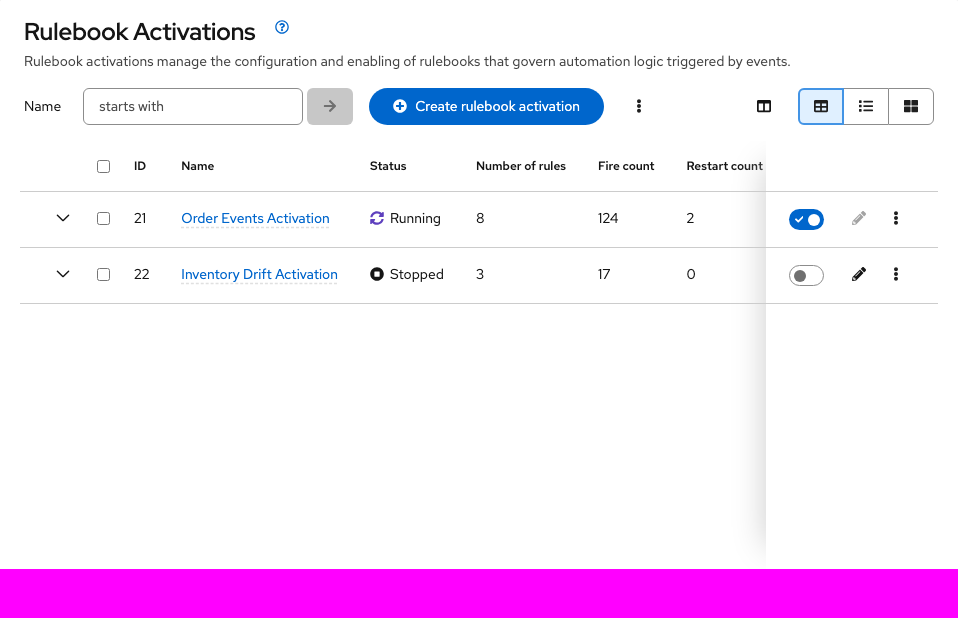 Rulebook Activations
Rulebook activations manage the configuration and enabling of rulebooks that govern automation logic triggered by events.
Name starts with Create rulebook activation
ID Name Status Number of rules Fire count Restart count
21 Order Events Activation Running 8 124 2
22 Inventory Drift Activation Stopped 3 17 0